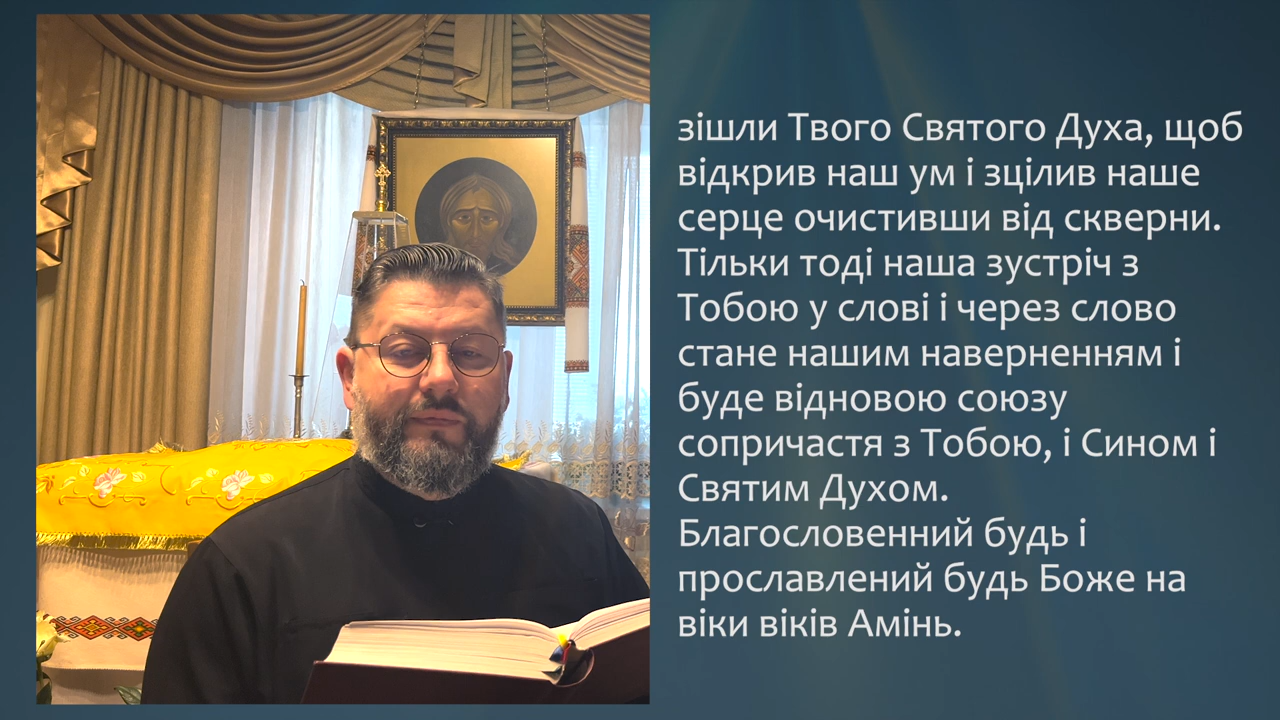 зішли Твого Святого Духа, щоб
відкрив наш ум і зцілив наше
серце очистивши від скверни.
Тільки тоді наша зустріч з
Тобою у слові і через слово
стане нашим наверненням і
буде відновою союзу
сопричастя з Тобою, і Сином і
Святим Духом.
Благословенний будь і
прославлений будь Боже на
віки віків Амінь.